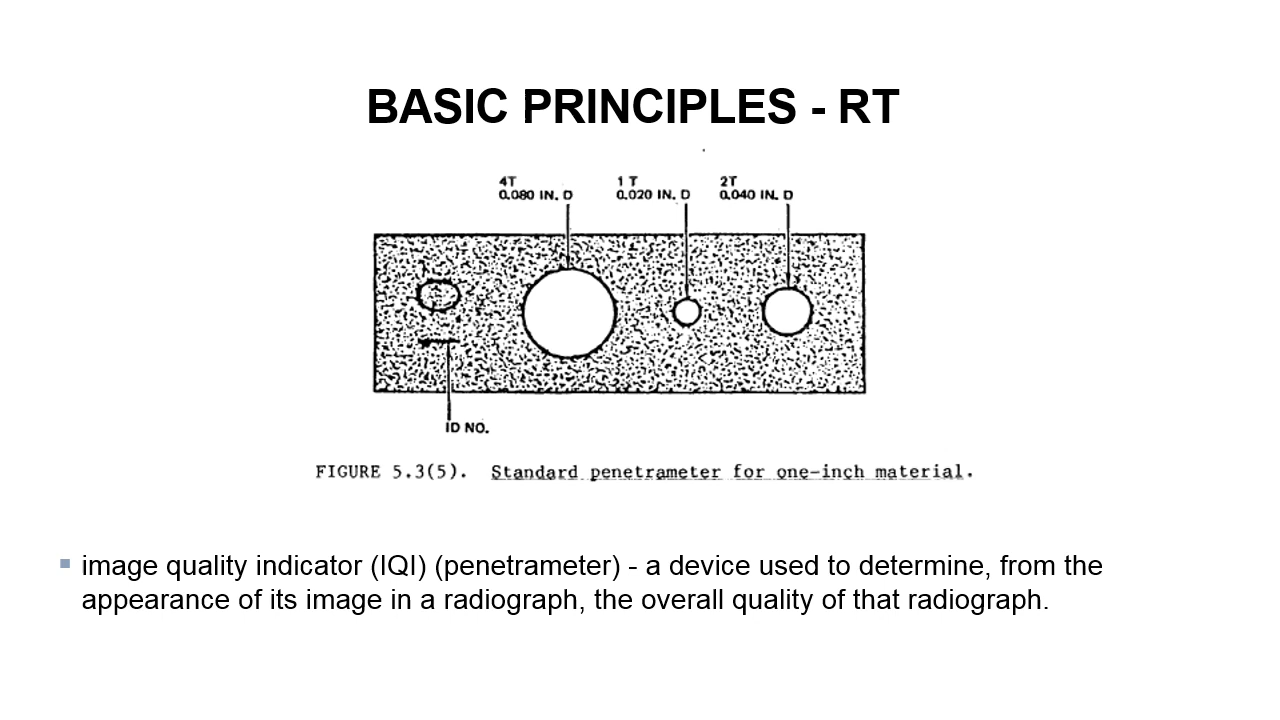 BASIC PRINCIPLES - RT
4T
0.080 IN. D
1 T
0.020 IN. D
2T
0.040 IN. D
ID NO.
FIGURE 5.3(5). Standard penetrameter for one-inch material.
image quality indicator (IQI) (penetrameter) - a device used to determine, from the
appearance of its image in a radiograph, the overall quality of that radiograph.